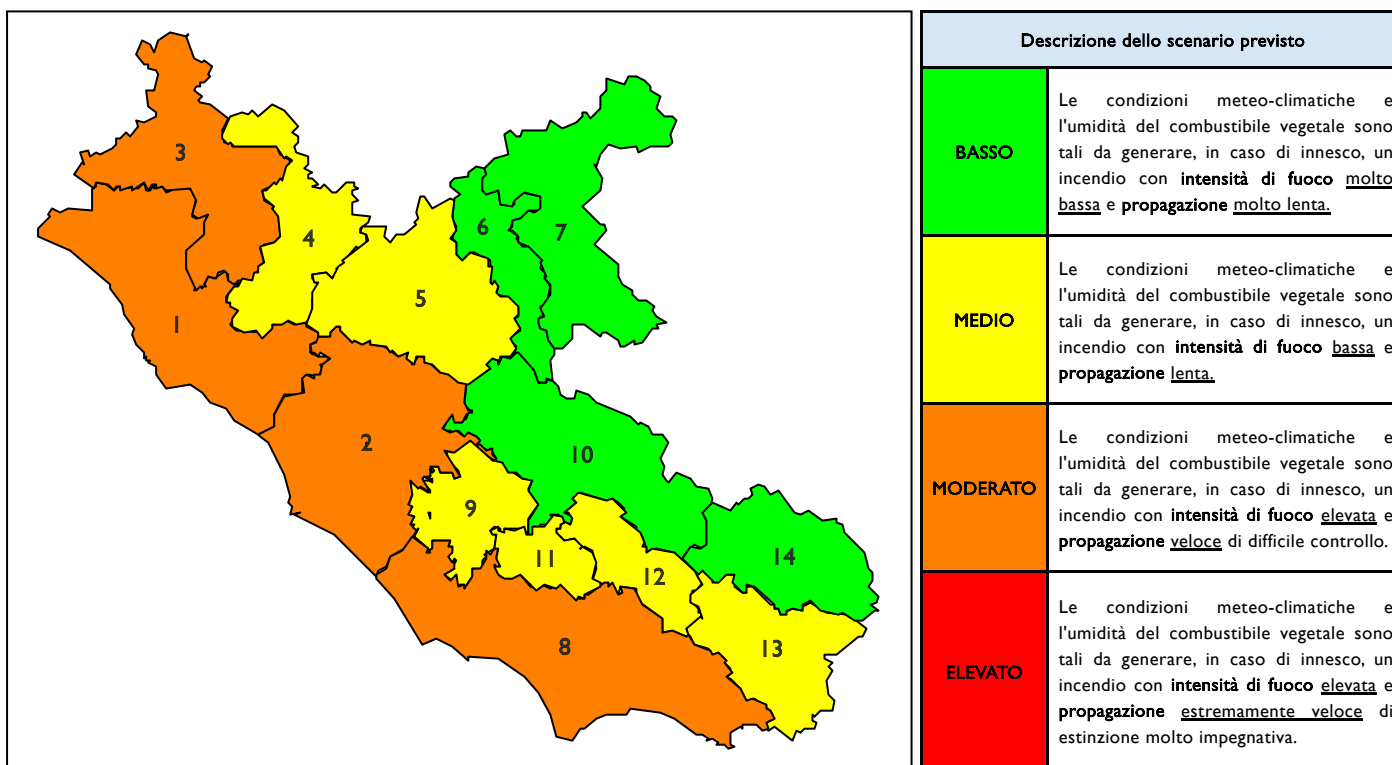 3
4
6
7
5
1
2
10
9
11
12
14
8
13
Descrizione dello scenario previsto
BASSO
Le condizioni meteo-climatiche e
l'umidità del combustibile vegetale sono
tali da generare, in caso di innesco, un
incendio con intensità di fuoco molto
bassa e propagazione molto lenta.
MEDIO
Le condizioni meteo-climatiche e
l'umidità del combustibile vegetale sono
tali da generare, in caso di innesco, un
incendio con intensità di fuoco bassa e
propagazione lenta.
MODERATO
Le condizioni meteo-climatiche e
l'umidità del combustibile vegetale sono
tali da generare, in caso di innesco, un
incendio con intensità di fuoco elevata e
propagazione veloce di difficile controllo.
ELEVATO
Le condizioni meteo-climatiche e
l'umidità del combustibile vegetale sono
tali da generare, in caso di innesco, un
incendio con intensità di fuoco elevata e
propagazione estremamente veloce di
estinzione molto impegnativa.